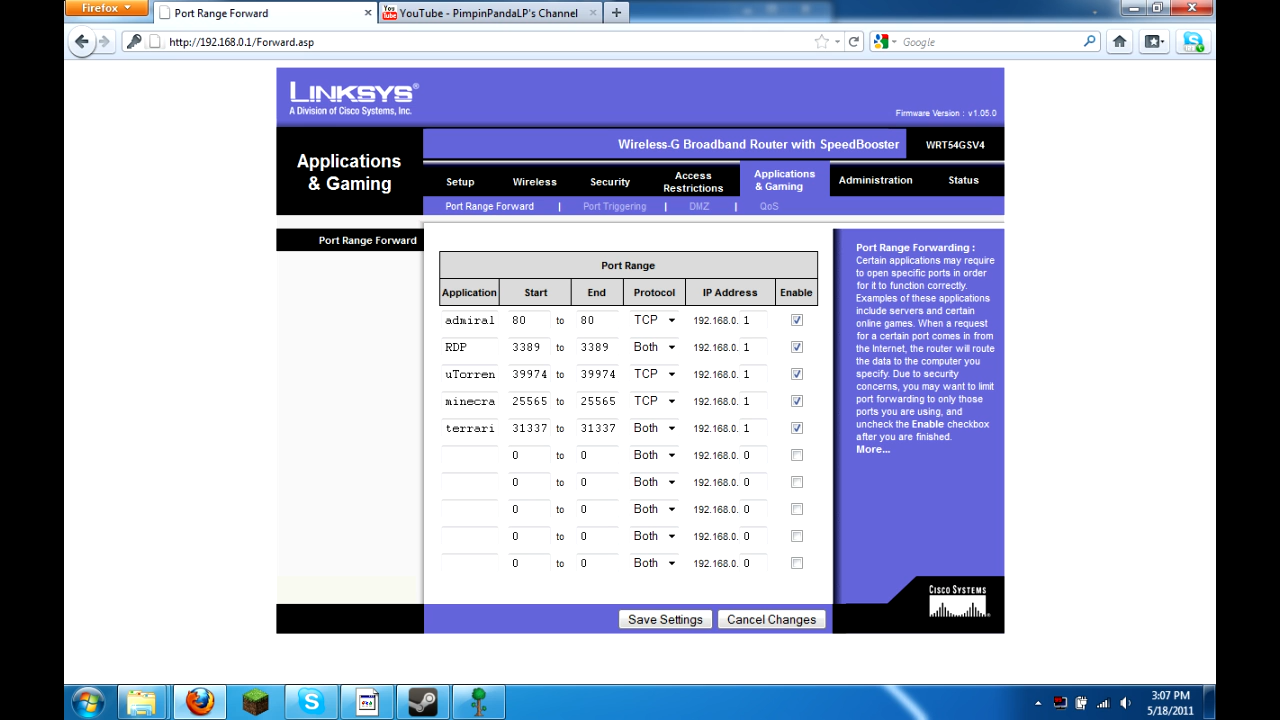 Firefox
Port Range Forward
YouTube - PimpinPandaLP's Channel
http://192.168.0.1/Forward.asp
Google
LINKSYS®
A Division of Cisco Systems, Inc.
Firmware Version : v1.05.0
Wireless-G Broadband Router with SpeedBooster WRT54GSV4
Applications & Gaming
Setup Wireless Security Access Restrictions Applications & Gaming Administration Status
Port Range Forward | Port Triggering | DMZ | QoS
Port Range Forward
Port Range
Application Start End Protocol IP Address Enable
admiral 80 to 80 TCP 192.168.0. 1
RDP 3389 to 3389 Both 192.168.0. 1
uTorren 39974 to 39974 TCP 192.168.0. 1
minecra 25565 to 25565 TCP 192.168.0. 1
terrari 31337 to 31337 Both 192.168.0. 1
0 to 0 Both 192.168.0. 0
0 to 0 Both 192.168.0. 0
0 to 0 Both 192.168.0. 0
0 to 0 Both 192.168.0. 0
0 to 0 Both 192.168.0. 0
Port Range Forwarding :
Certain applications may require
to open specific ports in order
for it to function correctly.
Examples of these applications
include servers and certain
online games. When a request
for a certain port comes in from
the Internet, the router will route
the data to the computer you
specify. Due to security
concerns, you may want to limit
port forwarding to only those
ports you are using, and
uncheck the Enable checkbox
after you are finished.
More...
CISCO SYSTEMS
Save Settings Cancel Changes
3:07 PM
5/18/2011